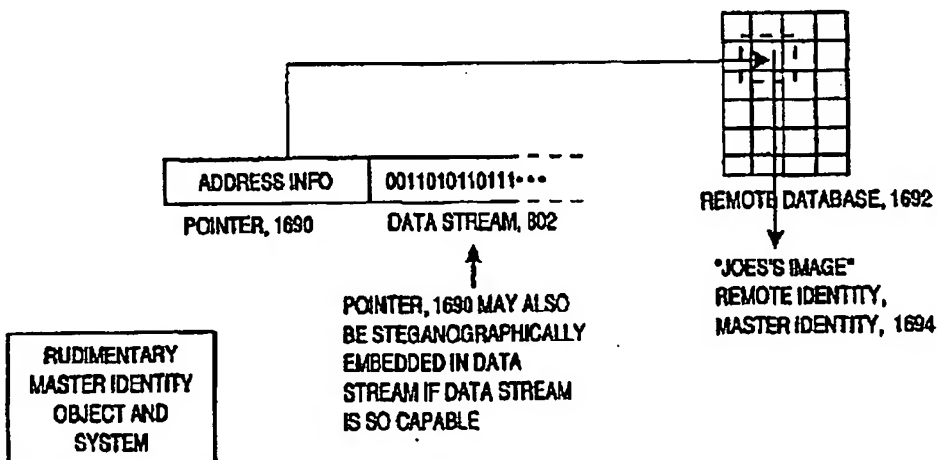 ADDRESS INFO
0011010110111•••
POINTER, 1690
DATA STREAM, 802
REMOTE DATABASE, 1692
POINTER, 1690 MAY ALSO
BE STEGANOGRAPHICALLY
EMBEDDED IN DATA
STREAM IF DATA STREAM
IS SO CAPABLE
"JOES'S IMAGE"
REMOTE IDENTITY,
MASTER IDENTITY, 1694
RUDIMENTARY
MASTER IDENTITY
OBJECT AND
SYSTEM